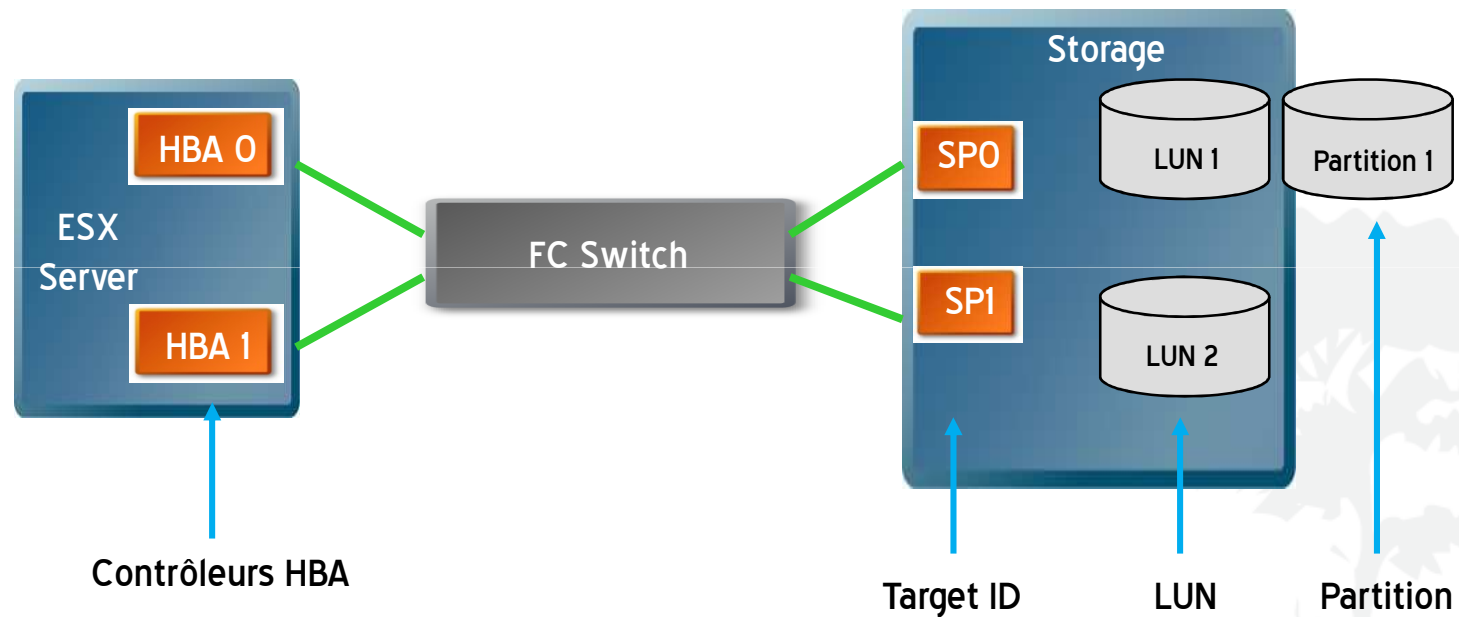 Storage
HBA 0
SP0
LUN 1
Partition 1
ESX
Server
FC Switch
SP1
HBA 1
LUN 2
Contrôleurs HBA
Target ID
LUN
Partition